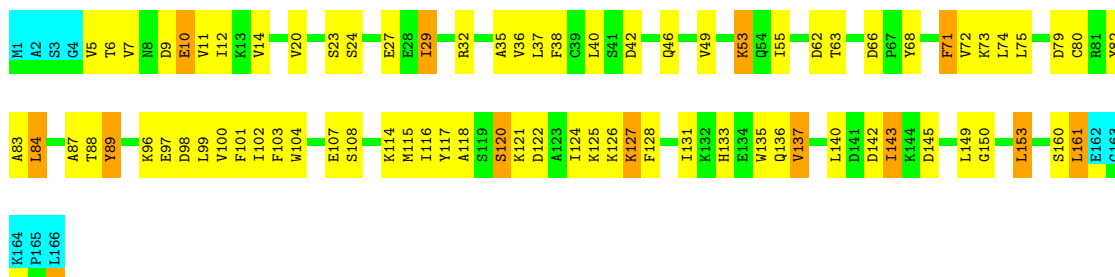 M1 A2 S3 G4 V5 T6 V7 N8 D9 E10 V11 I12 K13 V14 V20 S23 S24 E27 E28 I29 R32 A35 V36 L37 F38 C39 L40 S41 D42 Q46 V49 K53 Q54 I55 D62 T63 D66 P67 Y68 F71 V72 K73 L74 L75 D79 C80 R81 Y82
A83 L84 A87 T88 Y89 K96 E97 D98 L99 V100 F101 I102 F103 W104 E107 S108 K114 M115 I116 Y117 A118 S119 S120 K121 D122 A123 I124 K125 K126 K127 F128 I131 K132 H133 E134 W135 Q136 V137 L140 D141 D142 I143 K144 D145 L149 G150 L153 S160 L161 E162 G163
K164 P165 L166